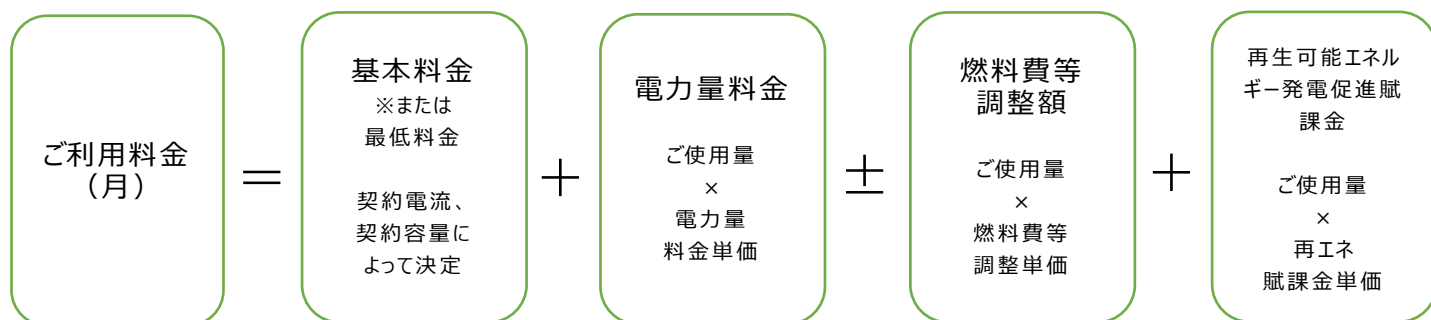 ご利用料金
（月）
＝
基本料金
※または
最低料金
契約電流、
契約容量に
よって決定
＋
電力量料金
ご使用量
×
電力量
料金単価
±
燃料費等
調整額
ご使用量
×
燃料費等
調整単価
＋
再生可能エネル
ギー発電促進賦
課金
ご使用量
×
再エネ
賦課金単価